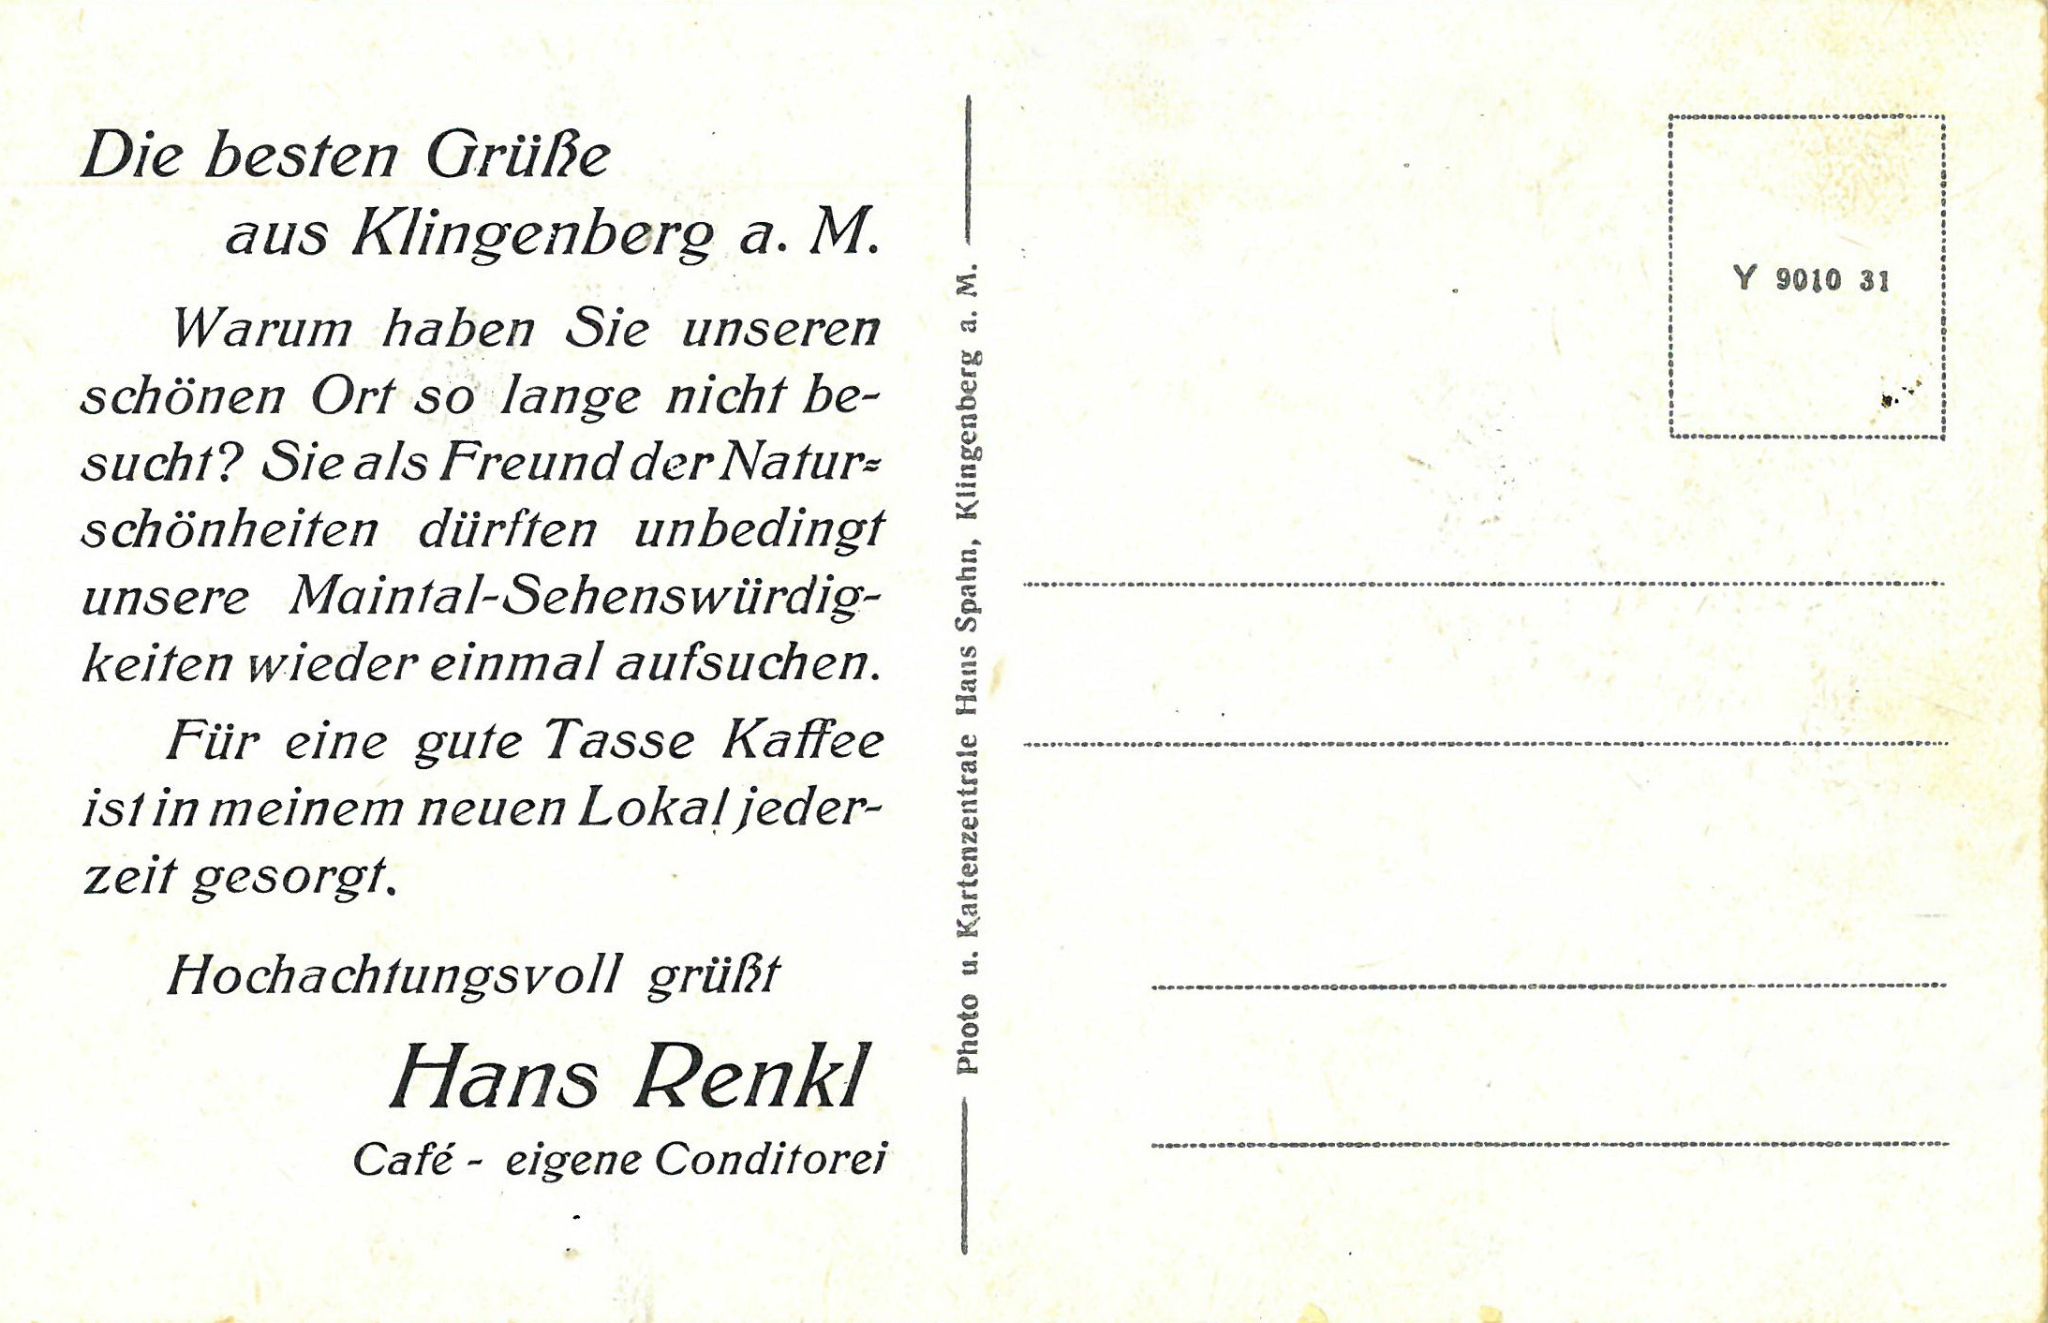 Die besten Grüße
aus Klingenberg a. M.
Warum haben Sie unseren
schönen Ort so lange nicht be-
sucht? Sie als Freund der Natur-
schönheiten dürften unbedingt
unsere Maintal-Sehenswürdig-
keiten wieder einmal aufsuchen.
Für eine gute Tasse Kaffee
ist in meinem neuen Lokal jeder-
zeit gesorgt.
Hochachtungsvoll grüßt
Hans Renkl
Café - eigene Conditorei
Photo u. Kartenzentrale Hans Spahn, Klingenberg a. M.
Y 9010 31